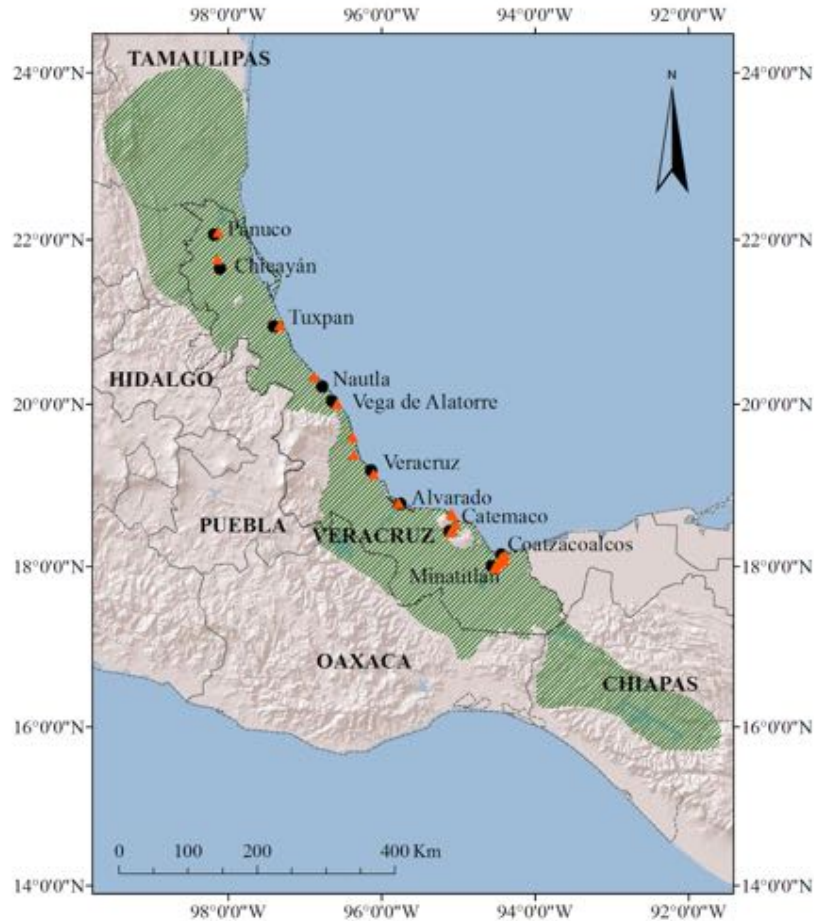 98°0'0"W 96°0'0"W 94°0'0"W 92°0'0"W
TAMAULIPAS
N
24°0'0"N 24°0'0"N
22°0'0"N 22°0'0"N
Pánuco
Chicayán
Tuxpan
HIDALGO
Nautla
20°0'0"N 20°0'0"N
Vega de Alatorre
Veracruz
Alvarado
PUEBLA
Catemaco
VERACRUZ
Coatzacoalcos
18°0'0"N 18°0'0"N
Minatitlán
OAXACA
CHIAPAS
16°0'0"N 16°0'0"N
0 100 200 400 Km
14°0'0"N 14°0'0"N
98°0'0"W 96°0'0"W 94°0'0"W 92°0'0"W